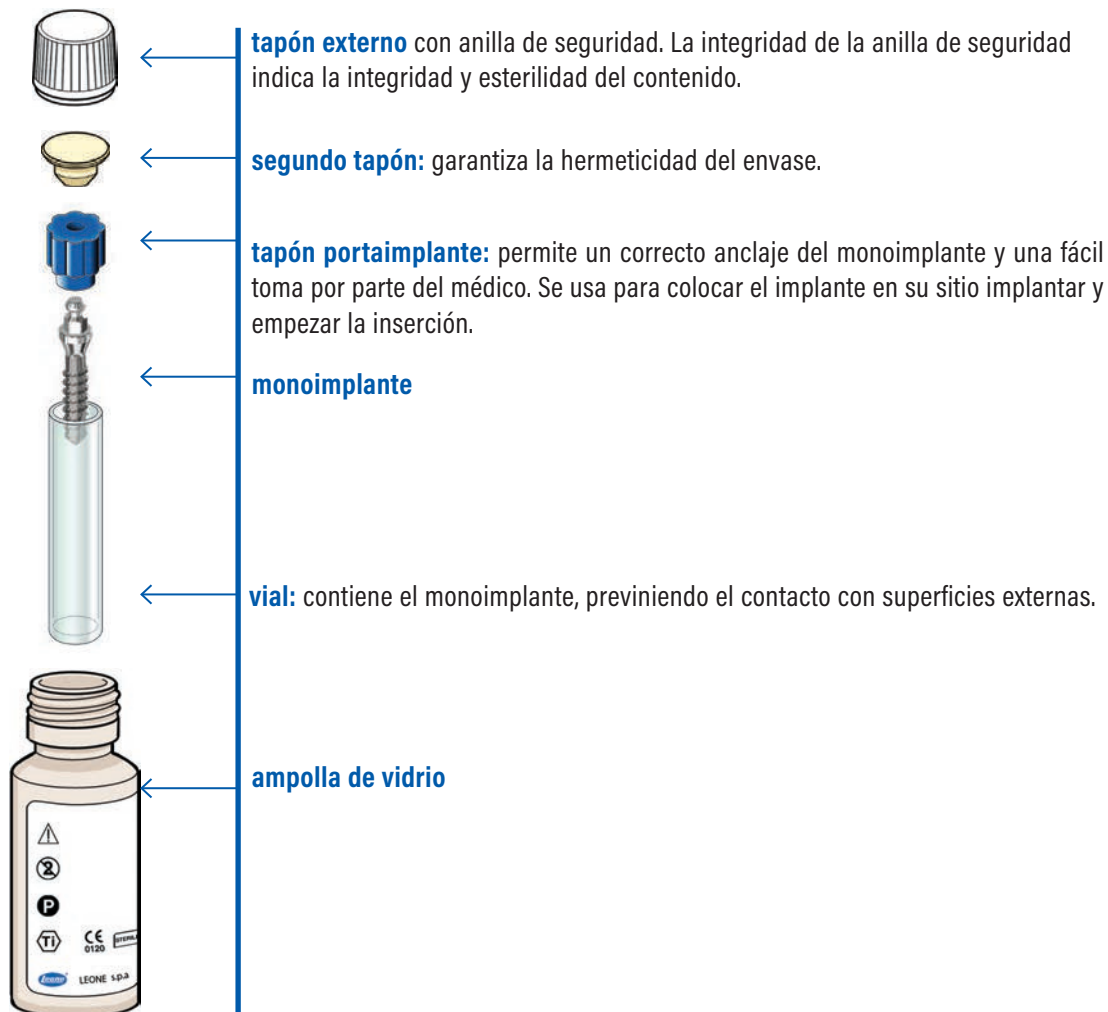 tapón externo con anilla de seguridad. La integridad de la anilla de seguridad
indica la integridad y esterilidad del contenido.
segundo tapón: garantiza la hermeticidad del envase.
tapón portaimplante: permite un correcto anclaje del monoimplante y una fácil
toma por parte del médico. Se usa para colocar el implante en su sitio implantar y
empezar la inserción.
monoimplante
vial: contiene el monoimplante, previniendo el contacto con superficies externas.
ampolla de vidrio
2
P
Ti CE STERILE
0120
Leone LEONE s.p.a